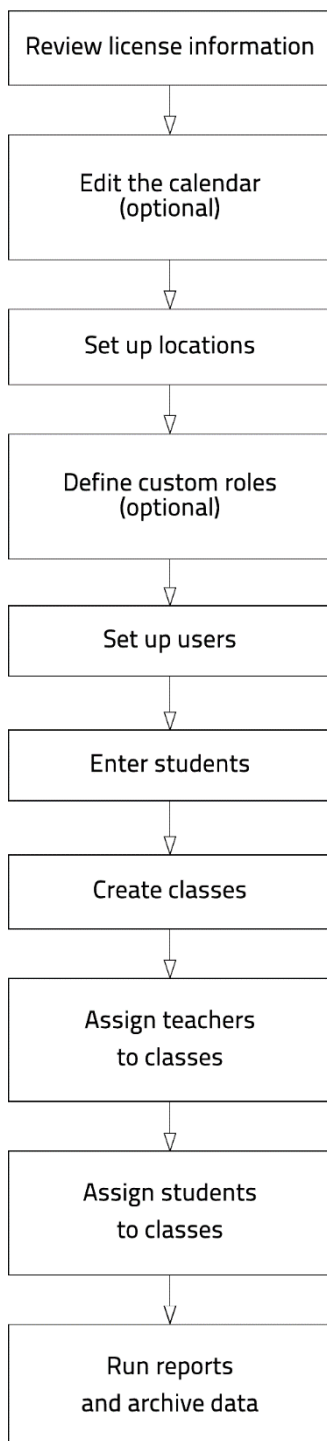 Review license information
Edit the calendar
(optional)
Set up locations
Define custom roles
(optional)
Set up users
Enter students
Create classes
Assign teachers
to classes
Assign students
to classes
Run reports
and archive data